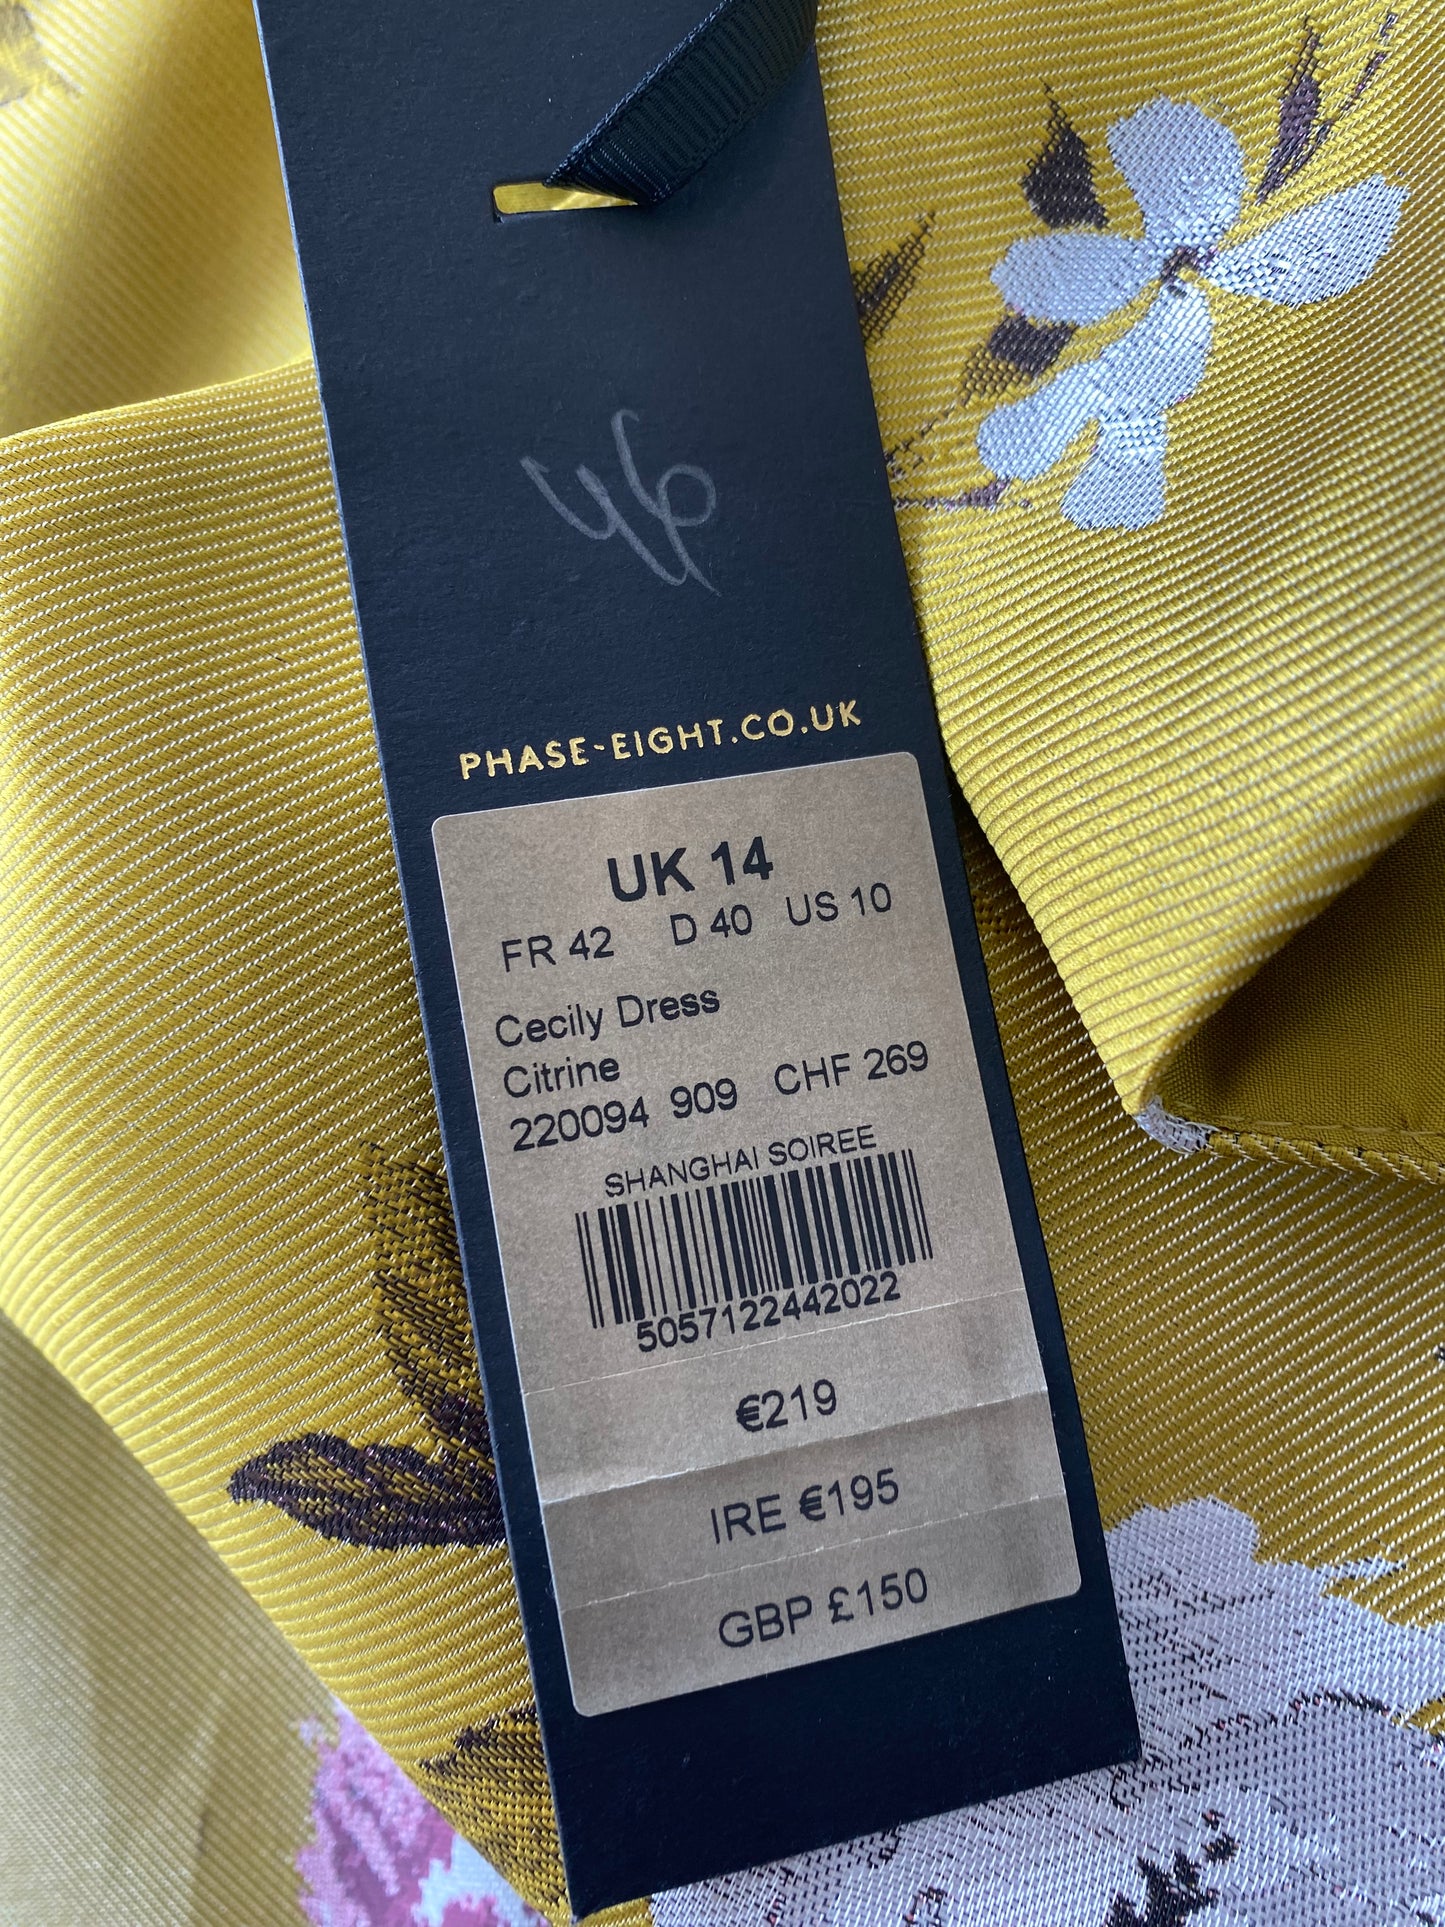 46
PHASE-EIGHT.CO.UK
UK 14
FR 42 D 40 US 10
Cecily Dress
Citrine
220094 909 CHF 269
SHANGHAI SOIREE
5057122442022
€219
IRE €195
GBP £150